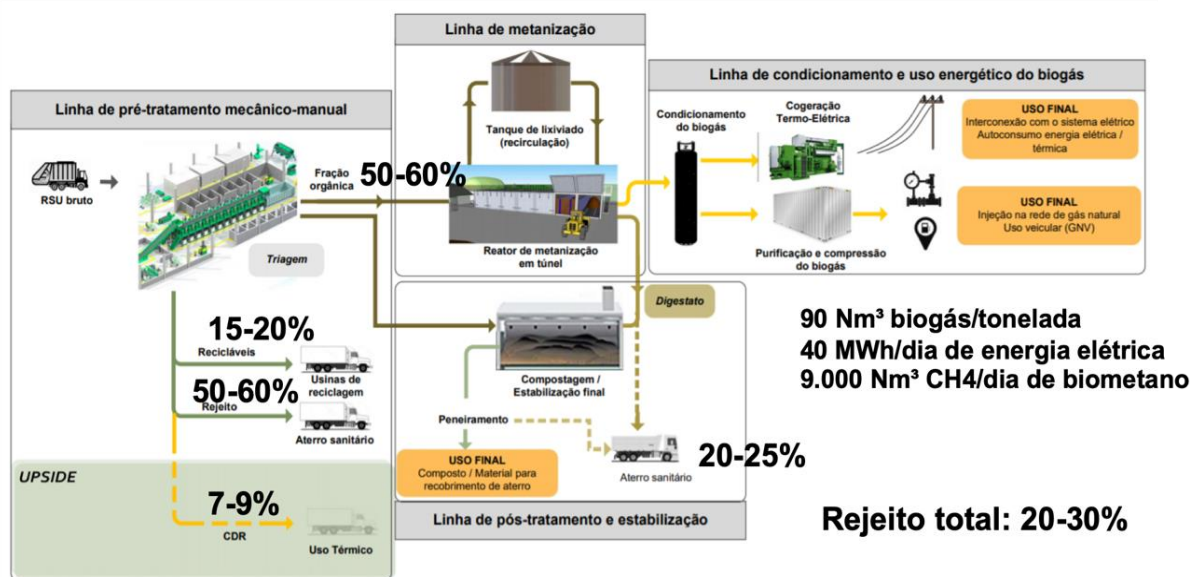 Linha de metanização
Tanque de lixiviado
(recirculação)
Reator de metanização
em túnel
Linha de pré-tratamento mecânico-manual
RSU bruto
Triagem
Fração
orgânica
50-60%
15-20%
Recicláveis
Usinas de
reciclagem
50-60%
Rejeito
Aterro sanitário
UPSIDE
7-9%
CDR
Uso Térmico
Linha de condicionamento e uso energético do biogás
Condicionamento
do biogás
Cogeração
Termo-Elétrica
USO FINAL
Interconexão com o sistema elétrico
Autoconsumo energia elétrica /
térmica
Purificação e compressão
do biogás
USO FINAL
Injeção na rede de gás natural
Uso veicular (GNV)
Digestato
Compostagem /
Estabilização final
Peneiramento
USO FINAL
Composto / Material para
recobrimento de aterro
Aterro sanitário
20-25%
Linha de pós-tratamento e estabilização
90 Nm³ biogás/tonelada
40 MWh/dia de energia elétrica
9.000 Nm³ CH4/dia de biometano
Rejeito total: 20-30%